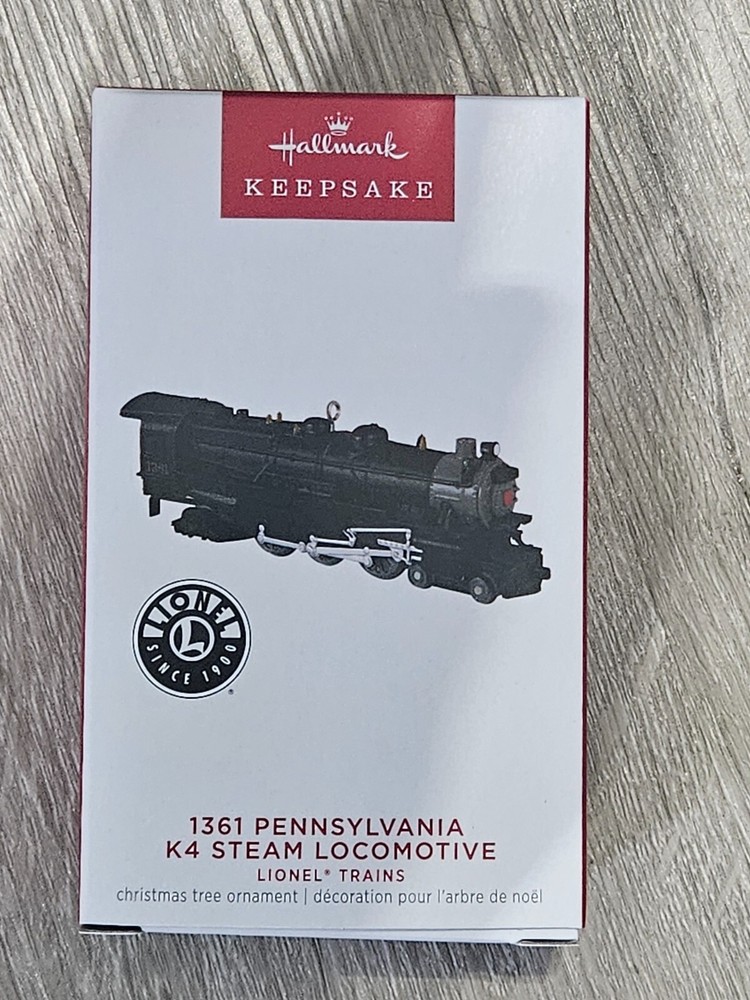 Hallmark
KEEPSAKE
1361
LIONEL
L
SINCE 1900
®
1361 PENNSYLVANIA
K4 STEAM LOCOMOTIVE
LIONEL® TRAINS
christmas tree ornament | décoration pour l'arbre de noël